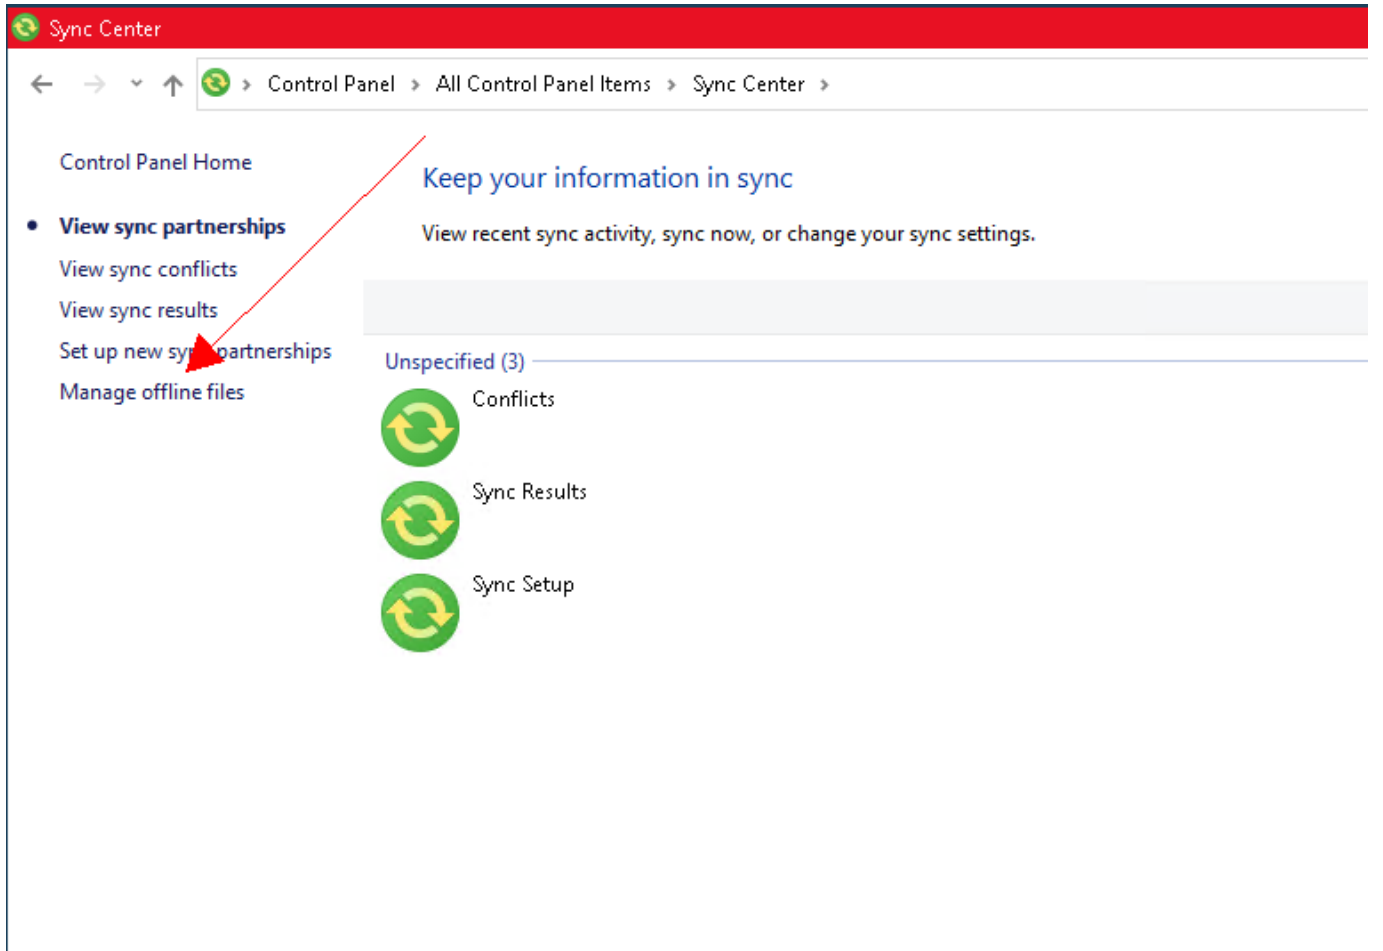 Sync Center
Control Panel > All Control Panel Items > Sync Center >
Control Panel Home
Keep your information in sync
View sync partnerships
View recent sync activity, sync now, or change your sync settings.
View sync conflicts
View sync results
Set up new sync partnerships
Manage offline files
Unspecified (3)
Conflicts
Sync Results
Sync Setup